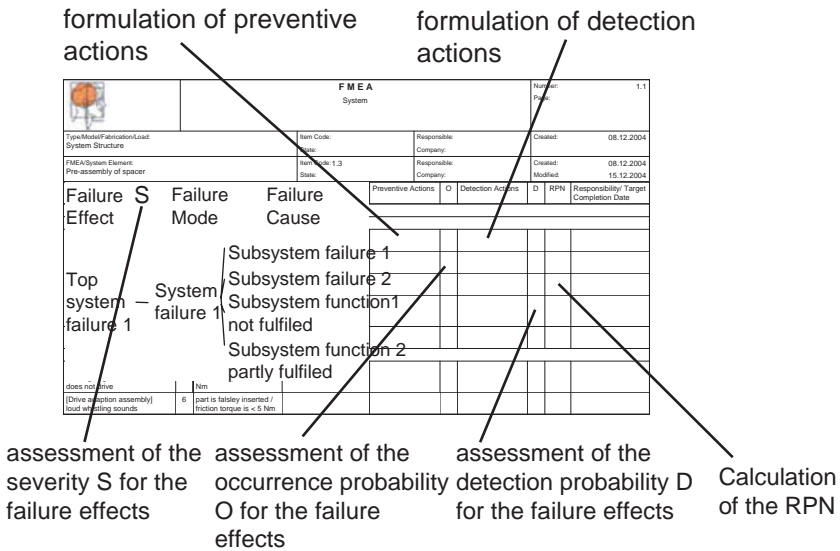 formulation of preventive
actions
formulation of detection
actions
FMEA
System
Number: 1.1
Page:
Type/Model/Fabrication/Load:
System Structure
Item Code:
State:
Responsible:
Company:
Created: 08.12.2004
FMEA/System Element:
Pre-assembly of spacer
Item Code: 1.3
State:
Responsible:
Company:
Created: 08.12.2004
Modified: 15.12.2004
Failure
Effect
S
Failure
Mode
Failure
Cause
Preventive Actions
O
Detection Actions
D
RPN
Responsibility/ Target
Completion Date
Top
system
failure 1
System
failure 1
Subsystem failure 1
Subsystem failure 2
Subsystem function1
not fulfiled
Subsystem function 2
partly fulfiled
does not drive
Nm
[Drive adaption assembly]
loud whistling sounds
6
part is falsley inserted /
friction torque is < 5 Nm
assessment of the
severity S for the
failure effects
assessment of the
occurrence probability
O for the failure
effects
assessment of the
detection probability D
for the failure effects
Calculation
of the RPN